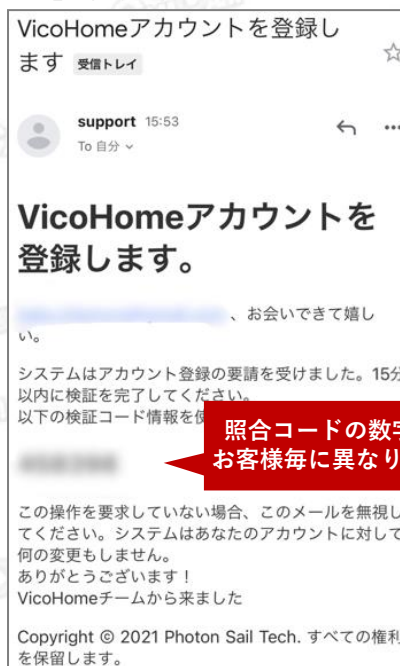 VicoHomeアカウントを登録し
ます 受信トレイ
support 15:53
To 自分
VicoHomeアカウントを
登録します。
、お会いできて嬉し
い。
システムはアカウント登録の要請を受けました。15分
以内に検証を完了してください。
以下の検証コード情報を使
照合コードの数字
お客様毎に異なり
この操作を要求していない場合、このメールを無視し
てください。システムはあなたのアカウントに対して
何の変更もしません。
ありがとうございます！
VicoHomeチームから来ました
Copyright © 2021 Photon Sail Tech. すべての権利
を保留します。